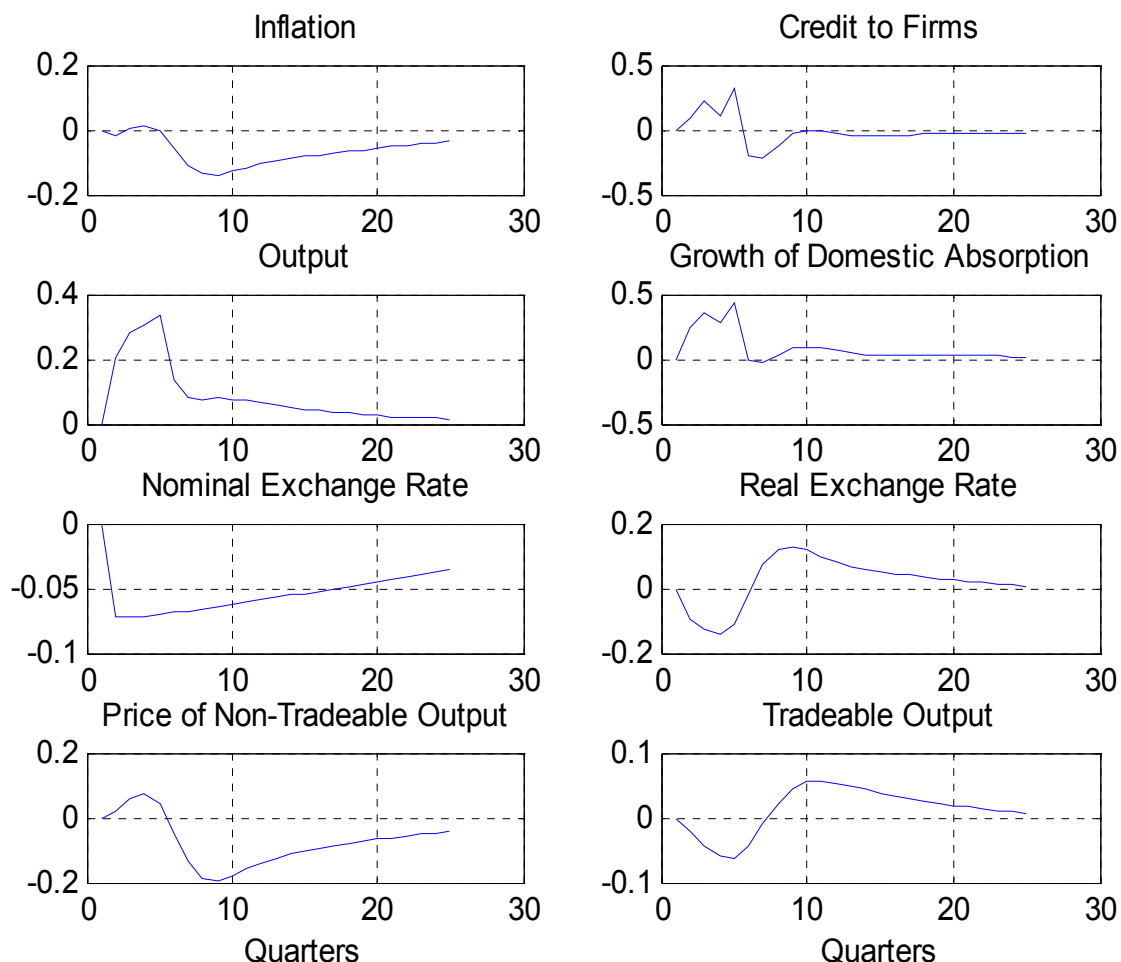 Inflation
0.2
0
-0.2
0 10 20 30
Credit to Firms
0.5
0
-0.5
0 10 20 30
Output
0.4
0.2
0
0 10 20 30
Growth of Domestic Absorption
0.5
0
-0.5
0 10 20 30
Nominal Exchange Rate
0
-0.05
-0.1
0 10 20 30
Real Exchange Rate
0.2
0
-0.2
0 10 20 30
Price of Non-Tradeable Output
0.2
0
-0.2
0 10 20 30
Quarters
Tradeable Output
0.1
0
-0.1
0 10 20 30
Quarters